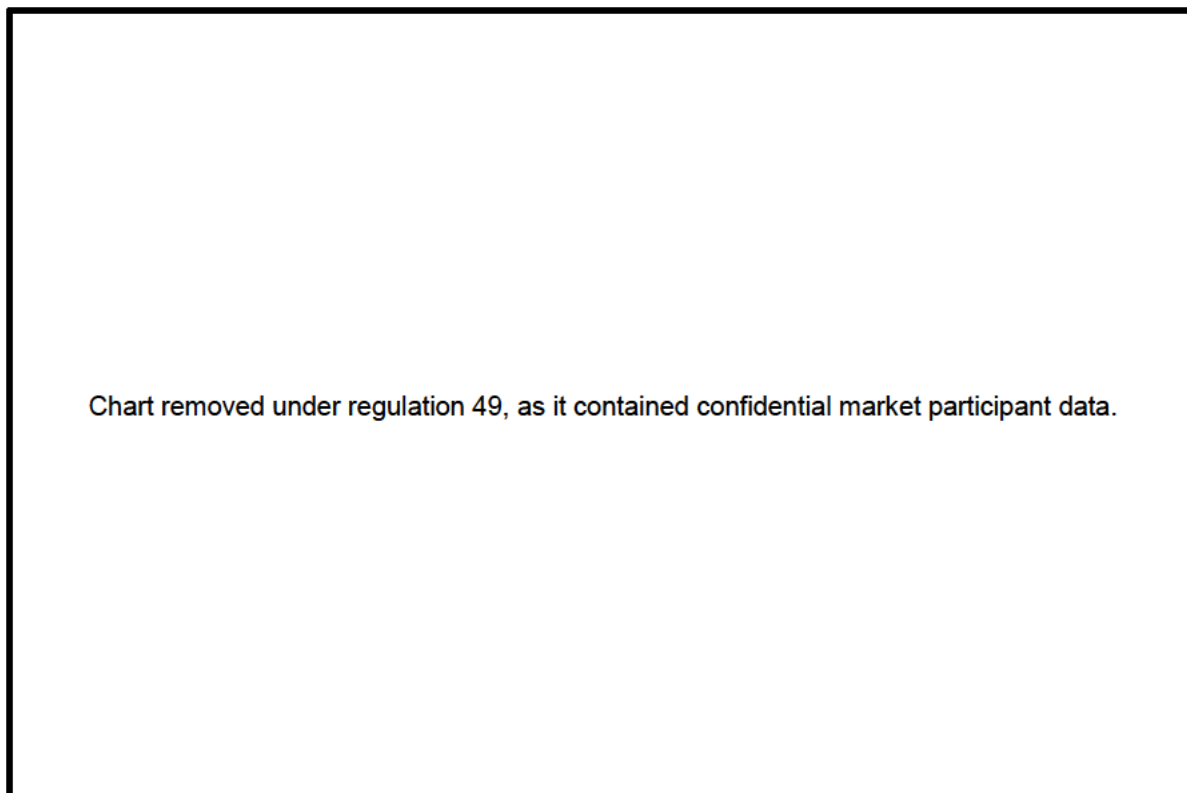 Chart removed under regulation 49, as it contained confidential market participant data.